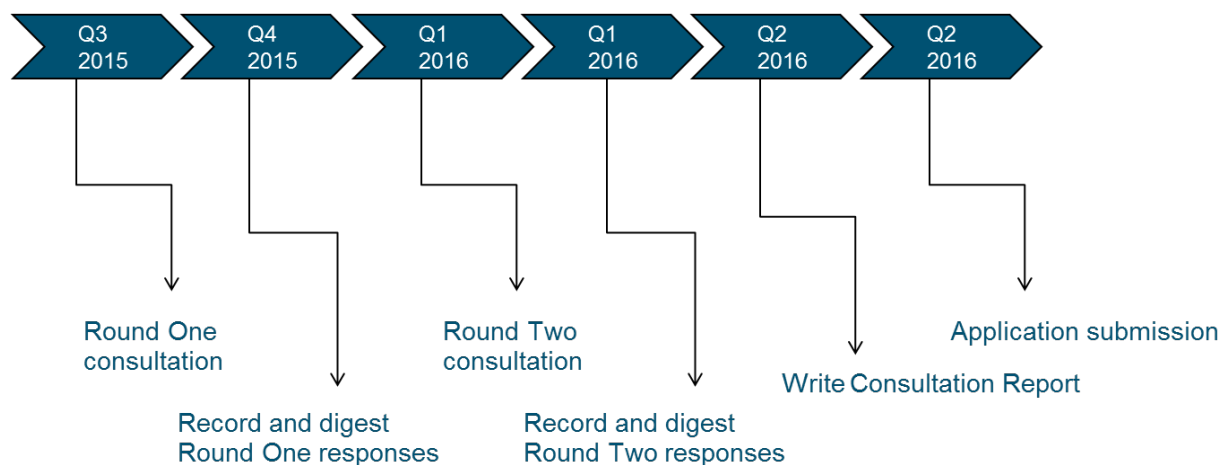 Q3
2015
Q4
2015
Q1
2016
Q1
2016
Q2
2016
Q2
2016
Round One
consultation
Record and digest
Round One responses
Round Two
consultation
Record and digest
Round Two responses
Write Consultation Report
Application submission